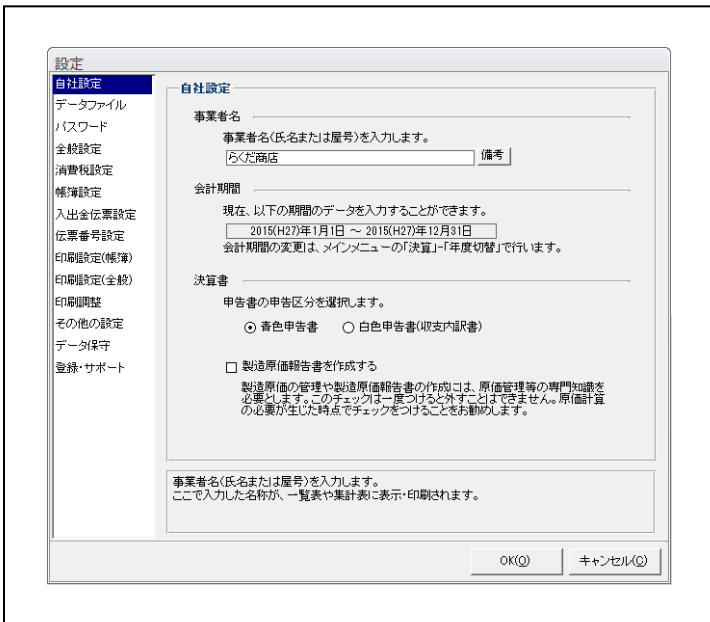 設定
自社設定
データファイル
パスワード
全般設定
消費税設定
帳簿設定
入出金伝票設定
伝票番号設定
印刷設定(帳簿)
印刷設定(全般)
印刷調整
その他の設定
データ保守
登録・サポート
自社設定
事業者名
事業者名(氏名または屋号)を入力します。
らくだ商店 備考
会計期間
現在、以下の期間のデータを入力することができます。
2015(H27)年1月1日 ～ 2015(H27)年12月31日
会計期間の変更は、メインメニューの「決算」-「年度切替」で行います。
決算書
申告書の申告区分を選択します。
青色申告書 白色申告書(収支内訳書)
製造原価報告書を作成する
製造原価の管理や製造原価報告書の作成には、原価管理等の専門知識を
必要とします。このチェックは一度つけると外すことはできません。原価計算
の必要が生じた時点でチェックをつけることをお勧めします。
事業者名(氏名または屋号)を入力します。
ここで入力した名称が、一覧表や集計表に表示・印刷されます。
OK(O) キャンセル(C)